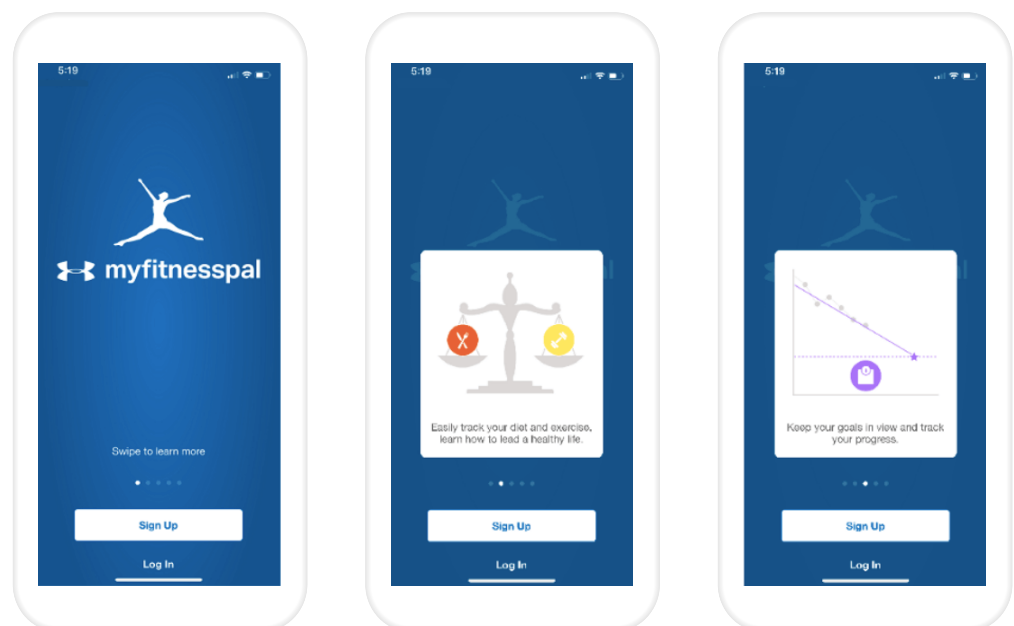 5:19
myfitnesspal
Swipe to learn more
Sign Up
Log In
5:19
l
Easily track your diet and exercise,
learn how to lead a healthy life.
Sign Up
Log In
5:19
l
Keep your goals in view and track
your progress.
Sign Up
Log In